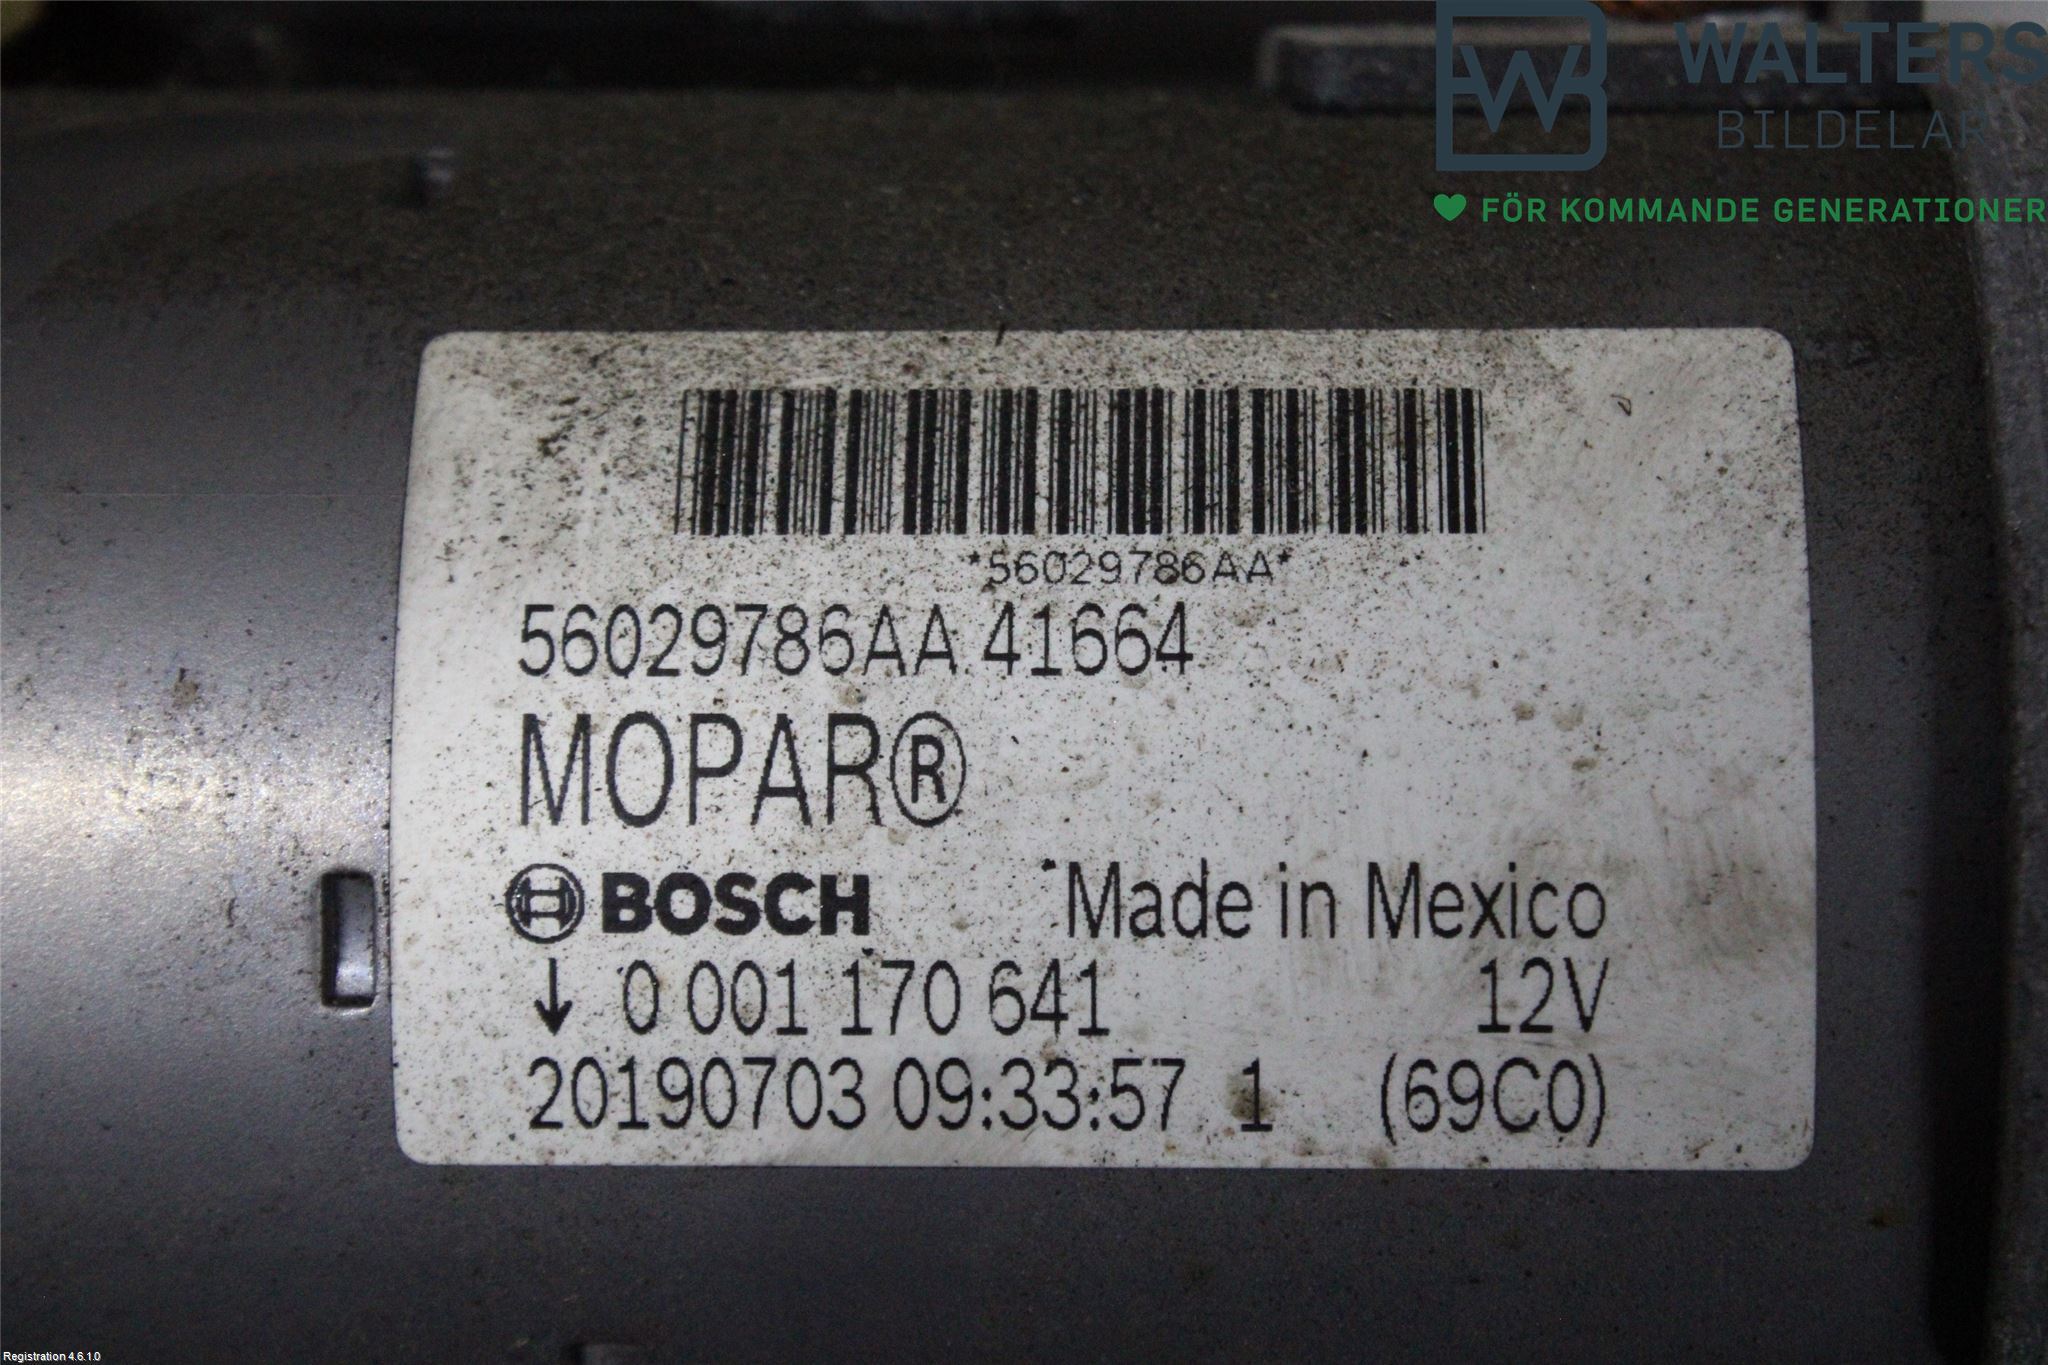 WALTERS
BILDELAR
FÖR KOMMANDE GENERATIONER
*56029786AA*
56029786AA 41664
MOPAR®
BOSCH Made in Mexico
↓ 0 001 170 641 12V
20190703 09:33:57 1 (69C0)
Registration 4.6.1.0